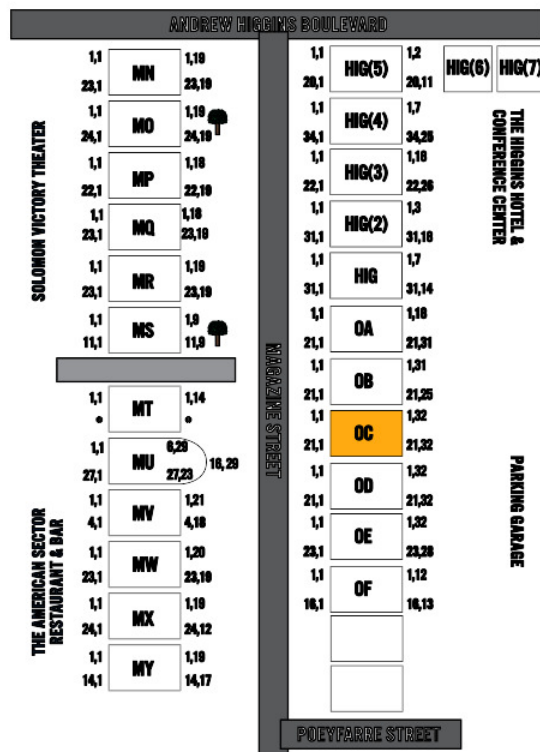 ANDREW HIGGINS BOULEVARD
SOLOMON VICTORY THEATER
1,1 MN 1,19
23,1 23,19
1,1 MO 1,19
24,1 24,19
1,1 MP 1,18
22,1 22,19
1,1 MQ 1,18
23,1 23,19
1,1 MR 1,19
23,1 23,19
1,1 MS 1,9
11,1 11,9
THE AMERICAN SECTOR
RESTAURANT & BAR
1,1 MT 1,14
* *
1,1 MU 6,29
27,1 27,23
16,29
1,1 MV 1,21
4,1 4,18
1,1 MW 1,20
23,1 23,19
1,1 MX 1,19
24,1 24,12
1,1 MY 1,19
14,1 14,17
MAGAZINE STREET
1,1 HIG(5) 1,2
20,1 20,11
HIG(6) HIG(7)
1,1 HIG(4) 1,7
34,1 34,25
1,1 HIG(3) 1,18
22,1 22,26
1,1 HIG(2) 1,3
31,1 31,16
1,1 HIG 1,7
31,1 31,14
1,1 OA 1,18
21,1 21,31
1,1 OB 1,31
21,1 21,25
1,1 OC 1,32
21,1 21,32
1,1 OD 1,32
21,1 21,32
1,1 OE 1,32
23,1 23,28
1,1 OF 1,12
16,1 16,13
THE HIGGINS HOTEL &
CONFERENCE CENTER
PARKING GARAGE
POEYFARRE STREET